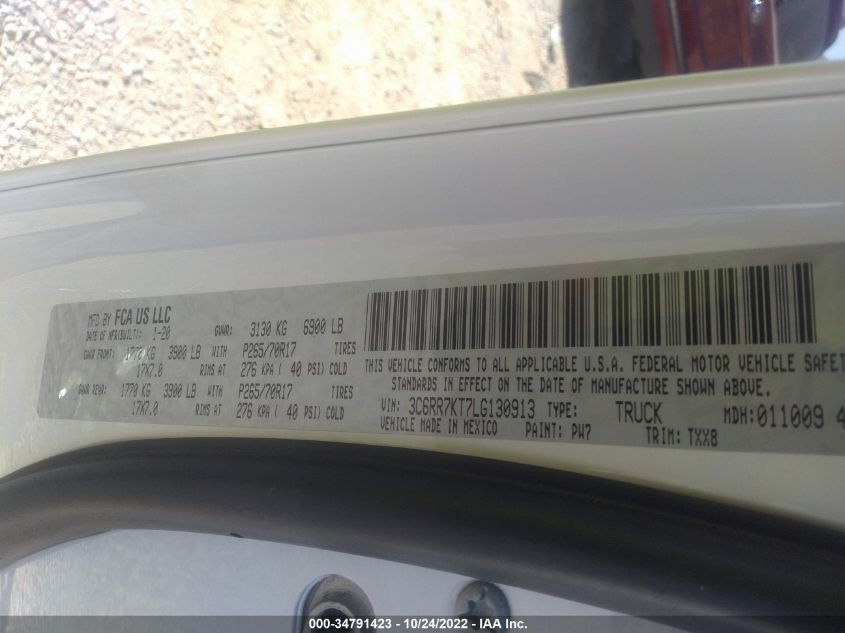 MFD BY FCA US LLC
DATE OF MFR(BUILT): 1-20 GVWR: 3130 KG 6900 LB
GAWR FRONT: 1770 KG 3900 LB WITH P265/70R17 TIRES
17X7.0 RIMS AT 276 KPA ( 40 PSI) COLD
GAWR REAR: 1770 KG 3900 LB WITH P265/70R17 TIRES
17X7.0 RIMS AT 276 KPA ( 40 PSI) COLD
THIS VEHICLE CONFORMS TO ALL APPLICABLE U.S.A. FEDERAL MOTOR VEHICLE SAFET
STANDARDS IN EFFECT ON THE DATE OF MANUFACTURE SHOWN ABOVE.
VIN: 3C6RR7KT7LG130913 TYPE: TRUCK MDH:011009 4
VEHICLE MADE IN MEXICO PAINT: PW7 TRIM: TXX8
000-34791423 - 10/24/2022 - IAA Inc.